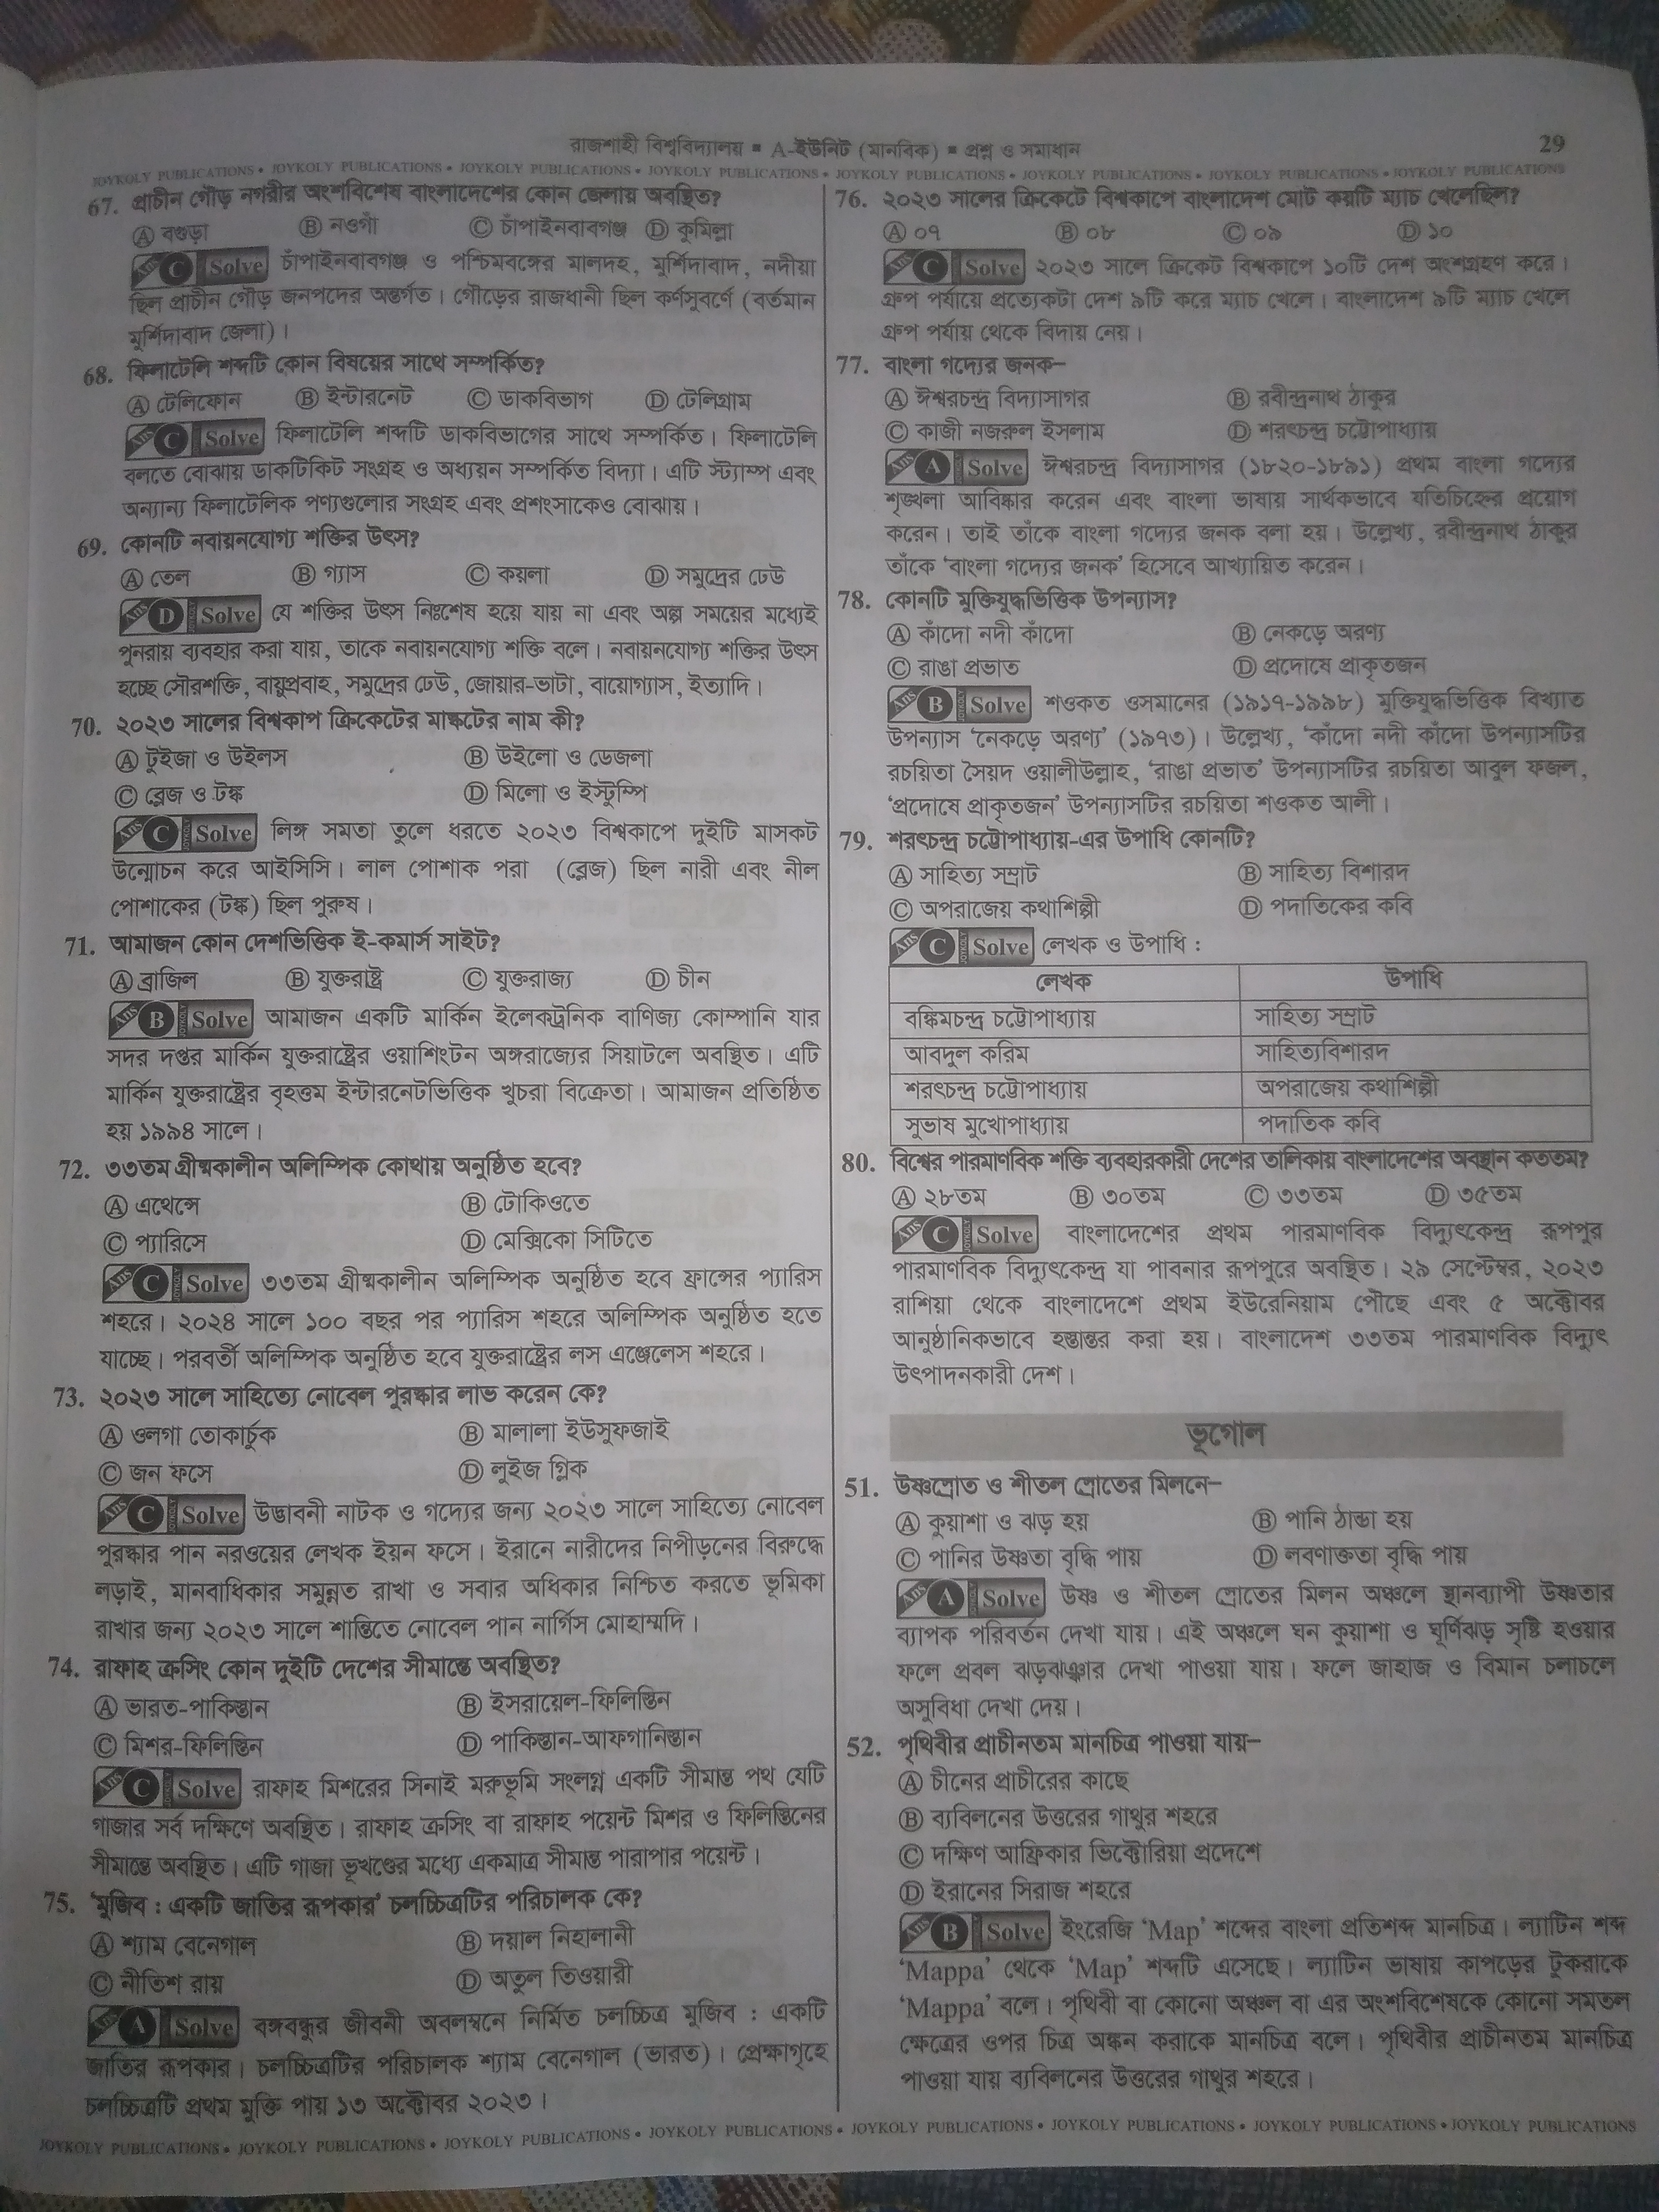 রাজশাহী বিশ্ববিদ্যালয় ▪ A-ইউনিট (মানবিক) ▪ প্রশ্ন ও সমাধান 29
JOYKOLY PUBLICATIONS • JOYKOLY PUBLICATIONS • JOYKOLY PUBLICATIONS • JOYKOLY PUBLICATIONS • JOYKOLY PUBLICATIONS • JOYKOLY PUBLICATIONS • JOYKOLY PUBLICATIONS • JOYKOLY PUBLICATIONS
67. প্রাচীন গৌড় নগরীর অংশবিশেষ বাংলাদেশের কোন জেলায় অবস্থিত?
Ⓐ বগুড়া Ⓑ নওগাঁ Ⓒ চাঁপাইনবাবগঞ্জ Ⓓ কুমিল্লা
Ans C Solve চাঁপাইনবাবগঞ্জ ও পশ্চিমবঙ্গের মালদহ, মুর্শিদাবাদ, নদীয়া
ছিল প্রাচীন গৌড় জনপদের অন্তর্গত। গৌড়ের রাজধানী ছিল কর্ণসুবর্ণে (বর্তমান
মুর্শিদাবাদ জেলা)।
68. ফিলাটেলি শব্দটি কোন বিষয়ের সাথে সম্পর্কিত?
Ⓐ টেলিফোন Ⓑ ইন্টারনেট Ⓒ ডাকবিভাগ Ⓓ টেলিগ্রাম
Ans C Solve ফিলাটেলি শব্দটি ডাকবিভাগের সাথে সম্পর্কিত। ফিলাটেলি
বলতে বোঝায় ডাকটিকিট সংগ্রহ ও অধ্যয়ন সম্পর্কিত বিদ্যা। এটি স্ট্যাম্প এবং
অন্যান্য ফিলাটেলিক পণ্যগুলোর সংগ্রহ এবং প্রশংসাকেও বোঝায়।
69. কোনটি নবায়নযোগ্য শক্তির উৎস?
Ⓐ তেল Ⓑ গ্যাস Ⓒ কয়লা Ⓓ সমুদ্রের ঢেউ
Ans D Solve যে শক্তির উৎস নিঃশেষ হয়ে যায় না এবং অল্প সময়ের মধ্যেই
পুনরায় ব্যবহার করা যায়, তাকে নবায়নযোগ্য শক্তি বলে। নবায়নযোগ্য শক্তির উৎস
হচ্ছে সৌরশক্তি, বায়ুপ্রবাহ, সমুদ্রের ঢেউ, জোয়ার-ভাটা, বায়োগ্যাস, ইত্যাদি।
70. ২০২৩ সালের বিশ্বকাপ ক্রিকেটের মাস্কটের নাম কী?
Ⓐ টুইজা ও উইলস Ⓑ উইলো ও ডেজলা
Ⓒ ব্লেজ ও টঙ্ক Ⓓ মিলো ও ইস্টুম্পি
Ans C Solve লিঙ্গ সমতা তুলে ধরতে ২০২৩ বিশ্বকাপে দুইটি মাসকট
উন্মোচন করে আইসিসি। লাল পোশাক পরা (ব্লেজ) ছিল নারী এবং নীল
পোশাকের (টঙ্ক) ছিল পুরুষ।
71. আমাজন কোন দেশভিত্তিক ই-কমার্স সাইট?
Ⓐ ব্রাজিল Ⓑ যুক্তরাষ্ট্র Ⓒ যুক্তরাজ্য Ⓓ চীন
Ans B Solve আমাজন একটি মার্কিন ইলেকট্রনিক বাণিজ্য কোম্পানি যার
সদর দপ্তর মার্কিন যুক্তরাষ্ট্রের ওয়াশিংটন অঙ্গরাজ্যের সিয়াটলে অবস্থিত। এটি
মার্কিন যুক্তরাষ্ট্রের বৃহত্তম ইন্টারনেটভিত্তিক খুচরা বিক্রেতা। আমাজন প্রতিষ্ঠিত
হয় ১৯৯৪ সালে।
72. ৩৩তম গ্রীষ্মকালীন অলিম্পিক কোথায় অনুষ্ঠিত হবে?
Ⓐ এথেন্সে Ⓑ টোকিওতে
Ⓒ প্যারিসে Ⓓ মেক্সিকো সিটিতে
Ans C Solve ৩৩তম গ্রীষ্মকালীন অলিম্পিক অনুষ্ঠিত হবে ফ্রান্সের প্যারিস
শহরে। ২০২৪ সালে ১০০ বছর পর প্যারিস শহরে অলিম্পিক অনুষ্ঠিত হতে
যাচ্ছে। পরবর্তী অলিম্পিক অনুষ্ঠিত হবে যুক্তরাষ্ট্রের লস এঞ্জেলেস শহরে।
73. ২০২৩ সালে সাহিত্যে নোবেল পুরস্কার লাভ করেন কে?
Ⓐ ওলগা তোকার্চুক Ⓑ মালালা ইউসুফজাই
Ⓒ জন ফসে Ⓓ লুইজ গ্লিক
Ans C Solve উদ্ভাবনী নাটক ও গদ্যের জন্য ২০২৩ সালে সাহিত্যে নোবেল
পুরস্কার পান নরওয়ের লেখক ইয়ন ফসে। ইরানে নারীদের নিপীড়নের বিরুদ্ধে
লড়াই, মানবাধিকার সমুন্নত রাখা ও সবার অধিকার নিশ্চিত করতে ভূমিকা
রাখার জন্য ২০২৩ সালে শান্তিতে নোবেল পান নার্গিস মোহাম্মদি।
74. রাফাহ ক্রসিং কোন দুইটি দেশের সীমান্তে অবস্থিত?
Ⓐ ভারত-পাকিস্তান Ⓑ ইসরায়েল-ফিলিস্তিন
Ⓒ মিশর-ফিলিস্তিন Ⓓ পাকিস্তান-আফগানিস্তান
Ans C Solve রাফাহ মিশরের সিনাই মরুভূমি সংলগ্ন একটি সীমান্ত পথ যেটি
গাজার সর্ব দক্ষিণে অবস্থিত। রাফাহ ক্রসিং বা রাফাহ পয়েন্ট মিশর ও ফিলিস্তিনের
সীমান্তে অবস্থিত। এটি গাজা ভূখণ্ডের মধ্যে একমাত্র সীমান্ত পারাপার পয়েন্ট।
75. ‘মুজিব : একটি জাতির রূপকার’ চলচ্চিত্রটির পরিচালক কে?
Ⓐ শ্যাম বেনেগাল Ⓑ দয়াল নিহালানী
Ⓒ নীতিশ রায় Ⓓ অতুল তিওয়ারী
Ans A Solve বঙ্গবন্ধুর জীবনী অবলম্বনে নির্মিত চলচ্চিত্র মুজিব : একটি
জাতির রূপকার। চলচ্চিত্রটির পরিচালক শ্যাম বেনেগাল (ভারত)। প্রেক্ষাগৃহে
চলচ্চিত্রটি প্রথম মুক্তি পায় ১৩ অক্টোবর ২০২৩।
76. ২০২৩ সালের ক্রিকেটে বিশ্বকাপে বাংলাদেশ মোট কয়টি ম্যাচ খেলেছিল?
Ⓐ ০৭ Ⓑ ০৮ Ⓒ ০৯ Ⓓ ১০
Ans C Solve ২০২৩ সালে ক্রিকেট বিশ্বকাপে ১০টি দেশ অংশগ্রহণ করে।
গ্রুপ পর্যায়ে প্রত্যেকটা দেশ ৯টি করে ম্যাচ খেলে। বাংলাদেশ ৯টি ম্যাচ খেলে
গ্রুপ পর্যায় থেকে বিদায় নেয়।
77. বাংলা গদ্যের জনক–
Ⓐ ঈশ্বরচন্দ্র বিদ্যাসাগর Ⓑ রবীন্দ্রনাথ ঠাকুর
Ⓒ কাজী নজরুল ইসলাম Ⓓ শরৎচন্দ্র চট্টোপাধ্যায়
Ans A Solve ঈশ্বরচন্দ্র বিদ্যাসাগর (১৮২০-১৮৯১) প্রথম বাংলা গদ্যের
শৃঙ্খলা আবিষ্কার করেন এবং বাংলা ভাষায় সার্থকভাবে যতিচিহ্নের প্রয়োগ
করেন। তাই তাঁকে বাংলা গদ্যের জনক বলা হয়। উল্লেখ্য, রবীন্দ্রনাথ ঠাকুর
তাঁকে ‘বাংলা গদ্যের জনক’ হিসেবে আখ্যায়িত করেন।
78. কোনটি মুক্তিযুদ্ধভিত্তিক উপন্যাস?
Ⓐ কাঁদো নদী কাঁদো Ⓑ নেকড়ে অরণ্য
Ⓒ রাঙা প্রভাত Ⓓ প্রদোষে প্রাকৃতজন
Ans B Solve শওকত ওসমানের (১৯১৭-১৯৯৮) মুক্তিযুদ্ধভিত্তিক বিখ্যাত
উপন্যাস ‘নেকড়ে অরণ্য’ (১৯৭৩)। উল্লেখ্য, ‘কাঁদো নদী কাঁদো উপন্যাসটির
রচয়িতা সৈয়দ ওয়ালীউল্লাহ, ‘রাঙা প্রভাত’ উপন্যাসটির রচয়িতা আবুল ফজল,
‘প্রদোষে প্রাকৃতজন’ উপন্যাসটির রচয়িতা শওকত আলী।
79. শরৎচন্দ্র চট্টোপাধ্যায়-এর উপাধি কোনটি?
Ⓐ সাহিত্য সম্রাট Ⓑ সাহিত্য বিশারদ
Ⓒ অপরাজেয় কথাশিল্পী Ⓓ পদাতিকের কবি
Ans C Solve লেখক ও উপাধি :
লেখক উপাধি
বঙ্কিমচন্দ্র চট্টোপাধ্যায় সাহিত্য সম্রাট
আবদুল করিম সাহিত্যবিশারদ
শরৎচন্দ্র চট্টোপাধ্যায় অপরাজেয় কথাশিল্পী
সুভাষ মুখোপাধ্যায় পদাতিক কবি
80. বিশ্বের পারমাণবিক শক্তি ব্যবহারকারী দেশের তালিকায় বাংলাদেশের অবস্থান কততম?
Ⓐ ২৮তম Ⓑ ৩০তম Ⓒ ৩৩তম Ⓓ ৩৫তম
Ans C Solve বাংলাদেশের প্রথম পারমাণবিক বিদ্যুৎকেন্দ্র রূপপুর
পারমাণবিক বিদ্যুৎকেন্দ্র যা পাবনার রূপপুরে অবস্থিত। ২৯ সেপ্টেম্বর, ২০২৩
রাশিয়া থেকে বাংলাদেশে প্রথম ইউরেনিয়াম পৌঁছে এবং ৫ অক্টোবর
আনুষ্ঠানিকভাবে হস্তান্তর করা হয়। বাংলাদেশ ৩৩তম পারমাণবিক বিদ্যুৎ
উৎপাদনকারী দেশ।
ভূগোল
51. উষ্ণস্রোত ও শীতল স্রোতের মিলনে–
Ⓐ কুয়াশা ও ঝড় হয় Ⓑ পানি ঠান্ডা হয়
Ⓒ পানির উষ্ণতা বৃদ্ধি পায় Ⓓ লবণাক্ততা বৃদ্ধি পায়
Ans A Solve উষ্ণ ও শীতল স্রোতের মিলন অঞ্চলে স্থানব্যাপী উষ্ণতার
ব্যাপক পরিবর্তন দেখা যায়। এই অঞ্চলে ঘন কুয়াশা ও ঘূর্ণিঝড় সৃষ্টি হওয়ার
ফলে প্রবল ঝড়ঝঞ্ঝার দেখা পাওয়া যায়। ফলে জাহাজ ও বিমান চলাচলে
অসুবিধা দেখা দেয়।
52. পৃথিবীর প্রাচীনতম মানচিত্র পাওয়া যায়–
Ⓐ চীনের প্রাচীরের কাছে
Ⓑ ব্যবিলনের উত্তরের গাথুর শহরে
Ⓒ দক্ষিণ আফ্রিকার ভিক্টোরিয়া প্রদেশে
Ⓓ ইরানের সিরাজ শহরে
Ans B Solve ইংরেজি ‘Map’ শব্দের বাংলা প্রতিশব্দ মানচিত্র। ল্যাটিন শব্দ
‘Mappa’ থেকে ‘Map’ শব্দটি এসেছে। ল্যাটিন ভাষায় কাপড়ের টুকরাকে
‘Mappa’ বলে। পৃথিবী বা কোনো অঞ্চল বা এর অংশবিশেষকে কোনো সমতল
ক্ষেত্রের ওপর চিত্র অঙ্কন করাকে মানচিত্র বলে। পৃথিবীর প্রাচীনতম মানচিত্র
পাওয়া যায় ব্যবিলনের উত্তরের গাথুর শহরে।
JOYKOLY PUBLICATIONS • JOYKOLY PUBLICATIONS • JOYKOLY PUBLICATIONS • JOYKOLY PUBLICATIONS • JOYKOLY PUBLICATIONS • JOYKOLY PUBLICATIONS • JOYKOLY PUBLICATIONS • JOYKOLY PUBLICATIONS